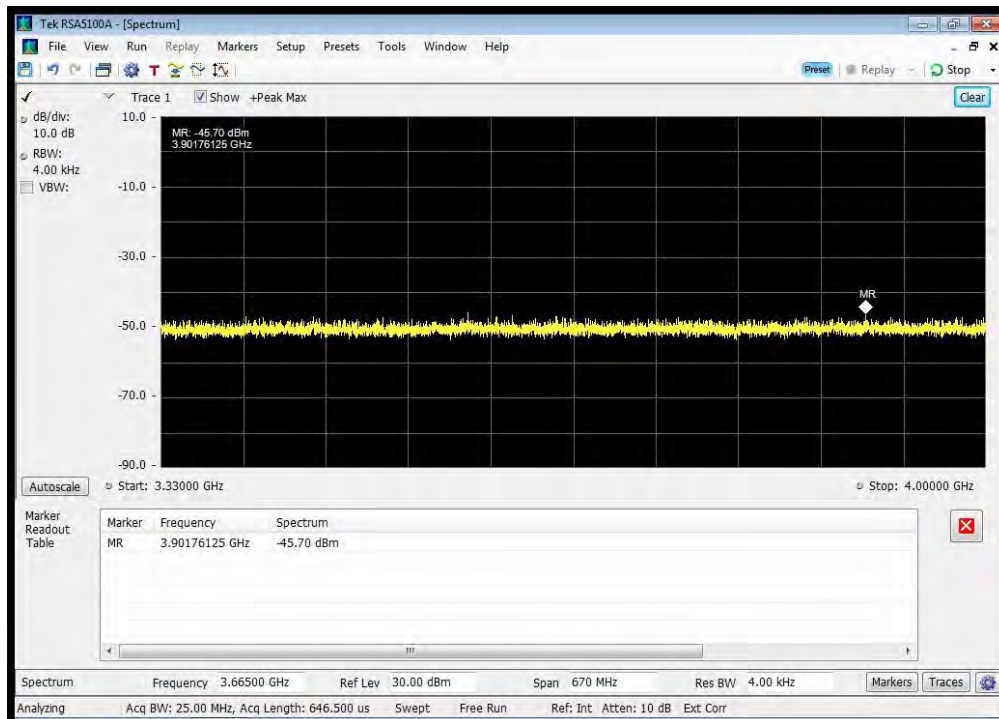 Tek RSA5100A - [Spectrum]
File View Run Replay Markers Setup Presets Tools Window Help
Preset Replay Stop
Trace 1 Show +Peak Max Clear
dB/div:
10.0 dB
RBW:
4.00 kHz
VBW:
10.0
MR: -45.70 dBm
3.90176125 GHz
-10.0
-30.0
MR
-50.0
-70.0
-90.0
Autoscale Start: 3.33000 GHz Stop: 4.00000 GHz
Marker Readout Table
Marker Frequency Spectrum
MR 3.90176125 GHz -45.70 dBm
Spectrum Frequency 3.66500 GHz Ref Lev 30.00 dBm Span 670 MHz Res BW 4.00 kHz Markers Traces
Analyzing Acq BW: 25.00 MHz, Acq Length: 646.500 us Swept Free Run Ref: Int Atten: 10 dB Ext Corr